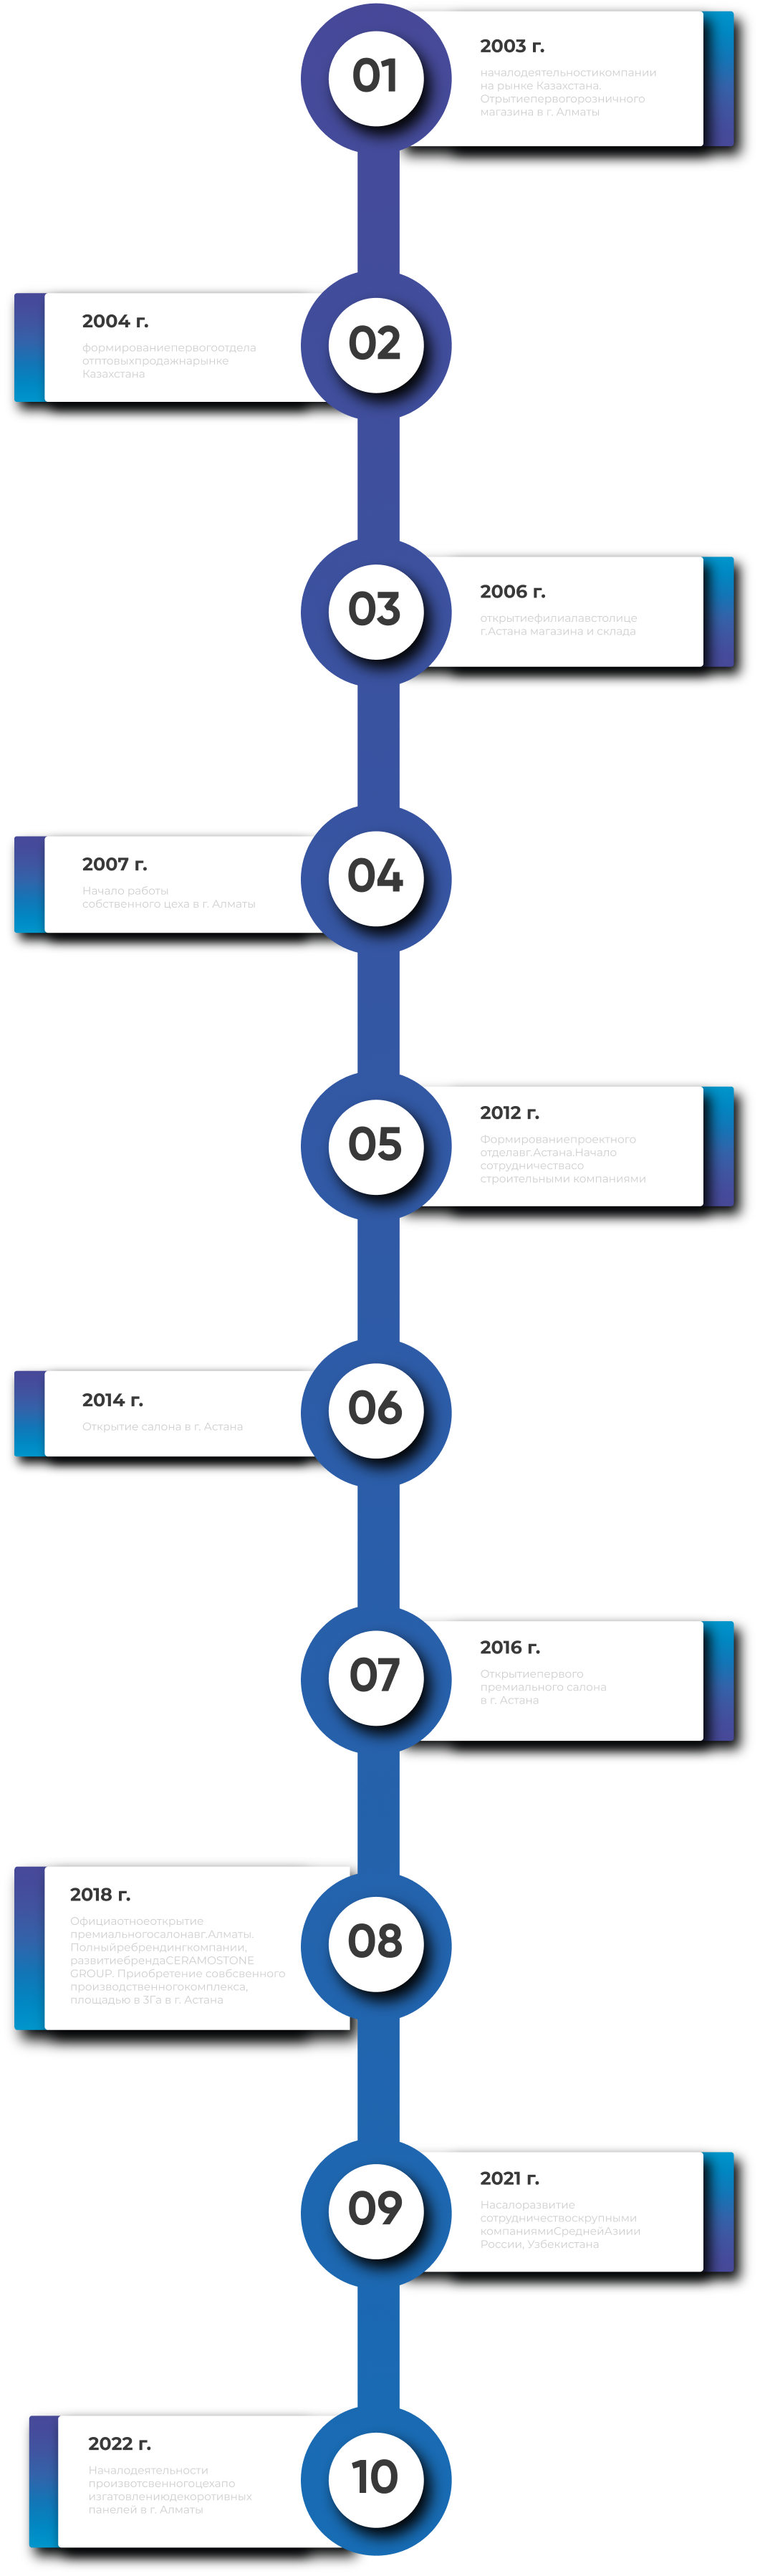 01
2003 г.
началодеятельностикомпании
на рынке Казахстана.
Отрытиепервогорозничного
магазина в г. Алматы
02
2004 г.
формированиепервогоотдела
отптовыхпродажнарынке
Казахстана
03
2006 г.
открытиефилиалавстолице
г.Астана магазина и склада
04
2007 г.
Начало работы
собственного цеха в г. Алматы
05
2012 г.
Формированиепроектного
отделавг.Астана.Начало
сотрудничествасо
строительными компаниями
06
2014 г.
Открытие салона в г. Астана
07
2016 г.
Открытиепервого
премиального салона
в г. Астана
08
2018 г.
Официаотноеоткрытие
премиальногосалонавг.Алматы.
Полныйребрендингкомпании,
развитиебрендаCERAMOSTONE
GROUP. Приобретение совбсвенного
производственногокомплекса,
площадью в 3Га в г. Астана
09
2021 г.
Насалоразвитие
сотрудничествоскрупными
компаниямиСреднейАзиии
России, Узбекистана
10
2022 г.
Началодеятельности
произвотсвенногоцехапо
изгатовлениюдекоротивных
панелей в г. Алматы